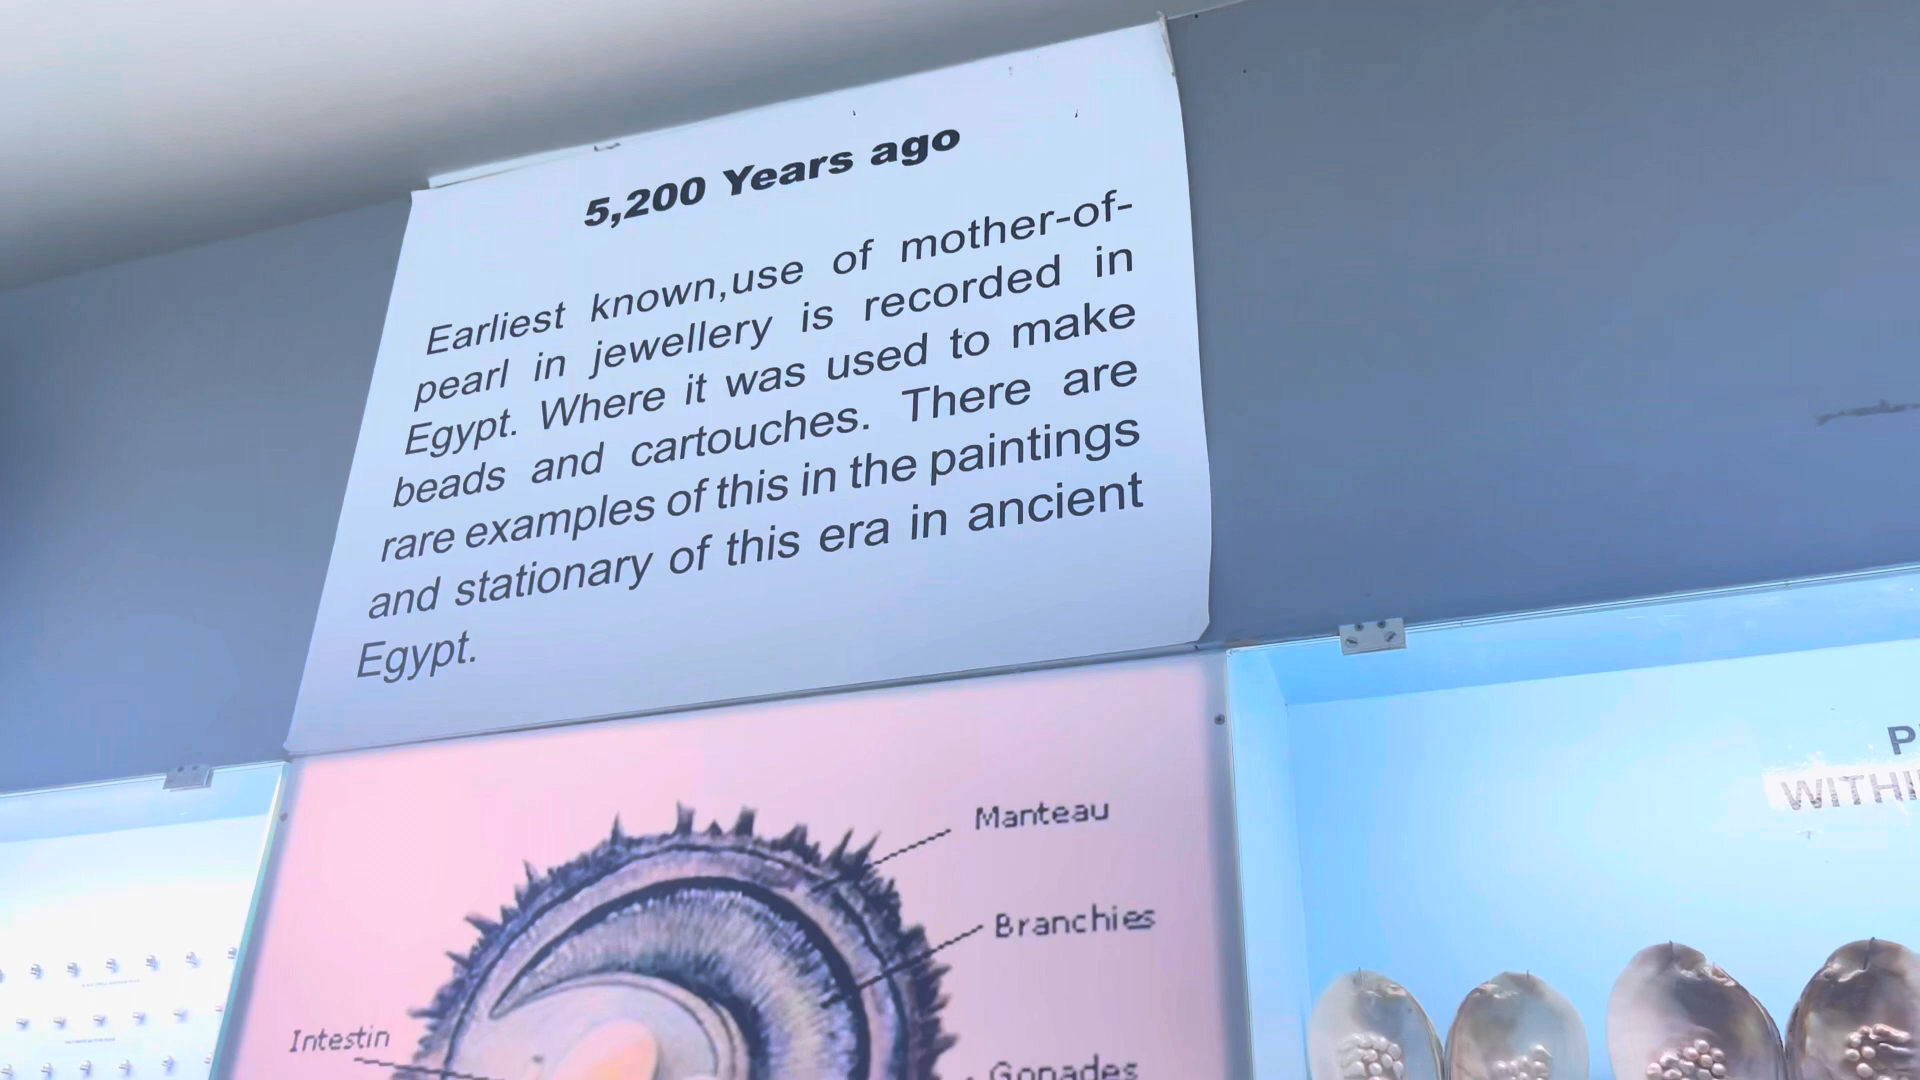 5,200 Years ago
Earliest known,use of mother-of-
pearl in jewellery is recorded in
Egypt. Where it was used to make
beads and cartouches. There are
rare examples of this in the paintings
and stationary of this era in ancient
Egypt.
Manteau
Branchies
Intestin
Gonades
WITHI